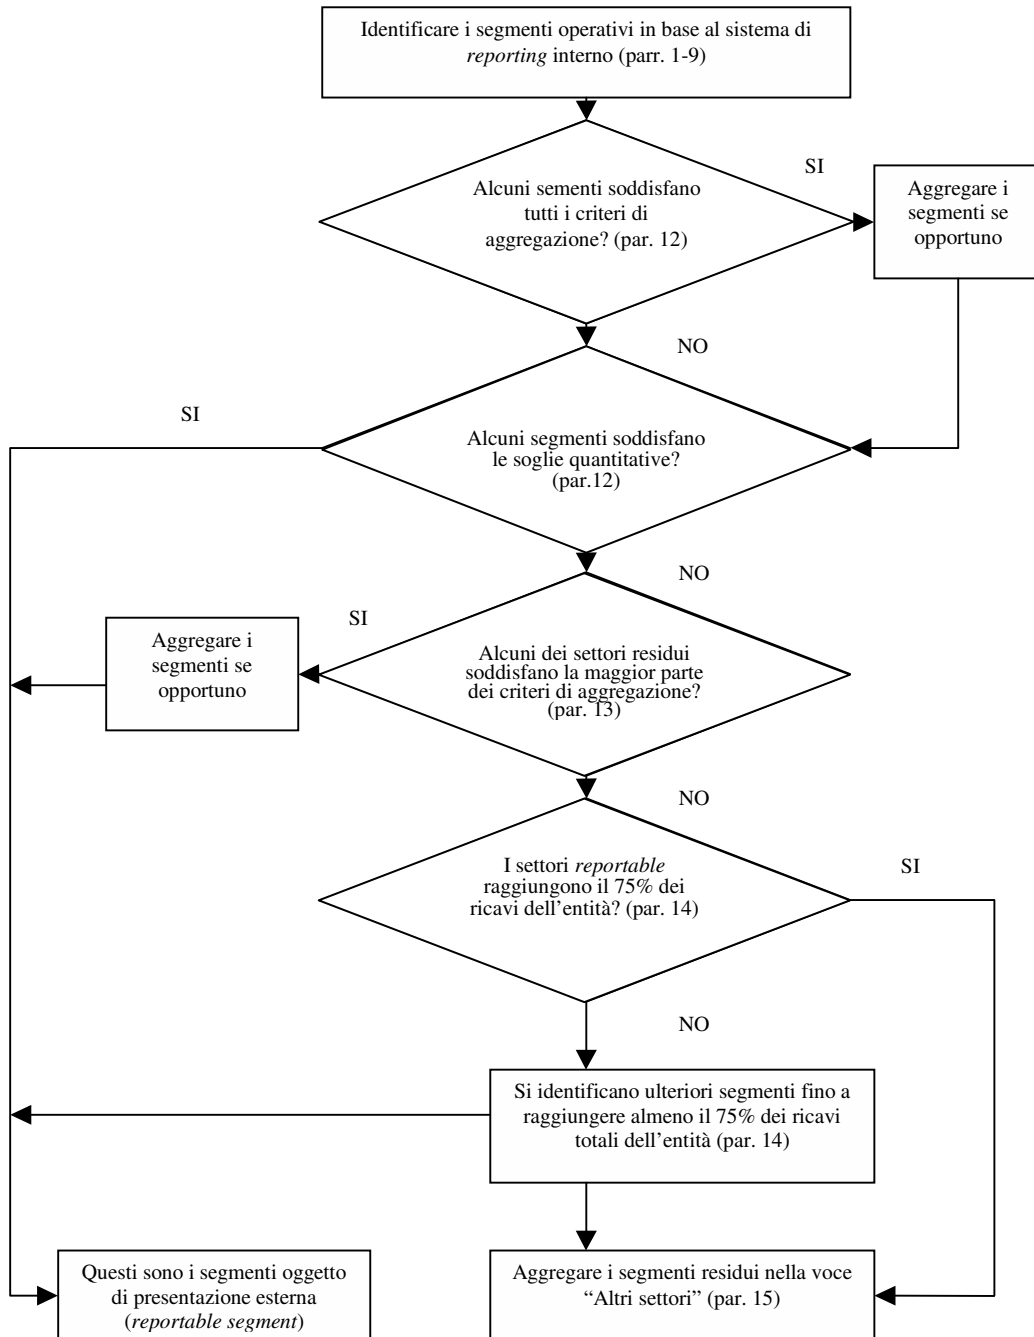 Identificare i segmenti operativi in base al sistema di
reporting interno (parr. 1-9)
SI
Alcuni sementi soddisfano
tutti i criteri di
aggregazione? (par. 12)
Aggregare i
segmenti se
opportuno
NO
SI
Alcuni segmenti soddisfano
le soglie quantitative?
(par.12)
NO
SI
Aggregare i
segmenti se
opportuno
Alcuni dei settori residui
soddisfano la maggior parte
dei criteri di aggregazione?
(par. 13)
NO
I settori reportable
raggiungono il 75% dei
ricavi dell'entità? (par. 14)
SI
NO
Si identificano ulteriori segmenti fino a
raggiungere almeno il 75% dei ricavi
totali dell'entità (par. 14)
Questi sono i segmenti oggetto
di presentazione esterna
(reportable segment)
Aggregare i segmenti residui nella voce
“Altri settori” (par. 15)